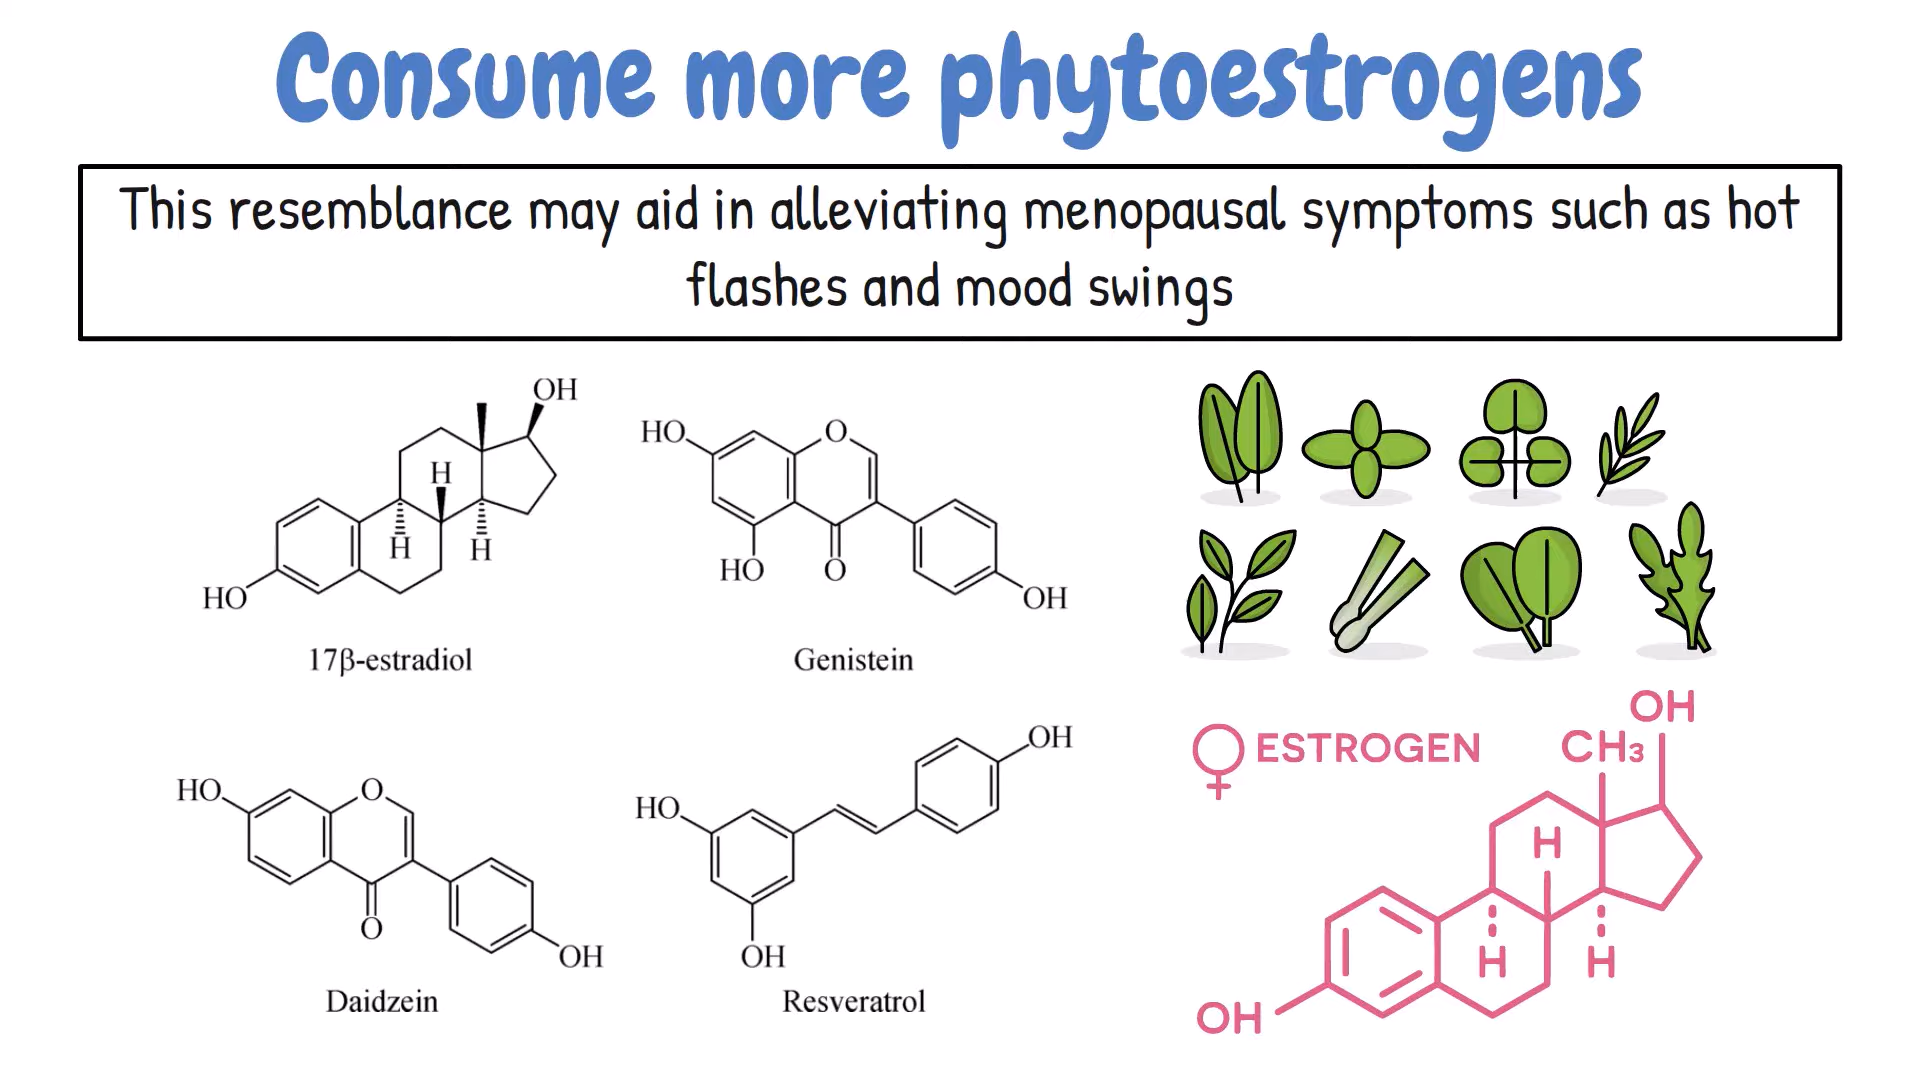 Consume more phytoestrogens
This resemblance may aid in alleviating menopausal symptoms such as hot
flashes and mood swings
OH
H
H
H
HO
17β-estradiol
HO
O
HO
O
OH
Genistein
HO
O
O
OH
Daidzein
OH
HO
OH
Resveratrol
ESTROGEN
OH
CH₃
H
H
H
OH